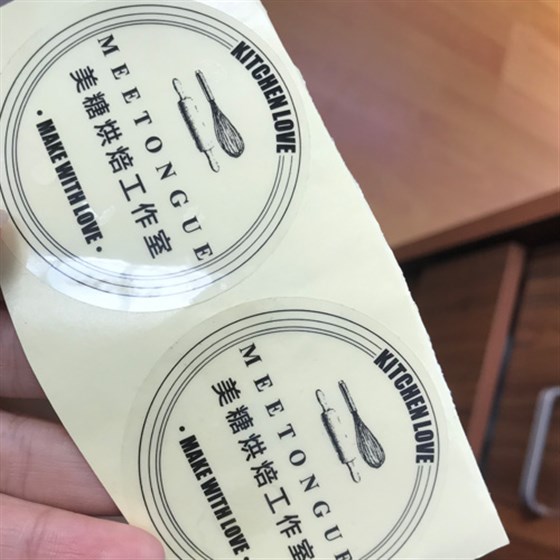 KITCHEN LOVE
MEETONGUE
美糖烘焙工作室
• MAKE WITH LOVE •
KITCHEN LOVE
MEETONGUE
美糖烘焙工作室
• MAKE WITH LOVE •